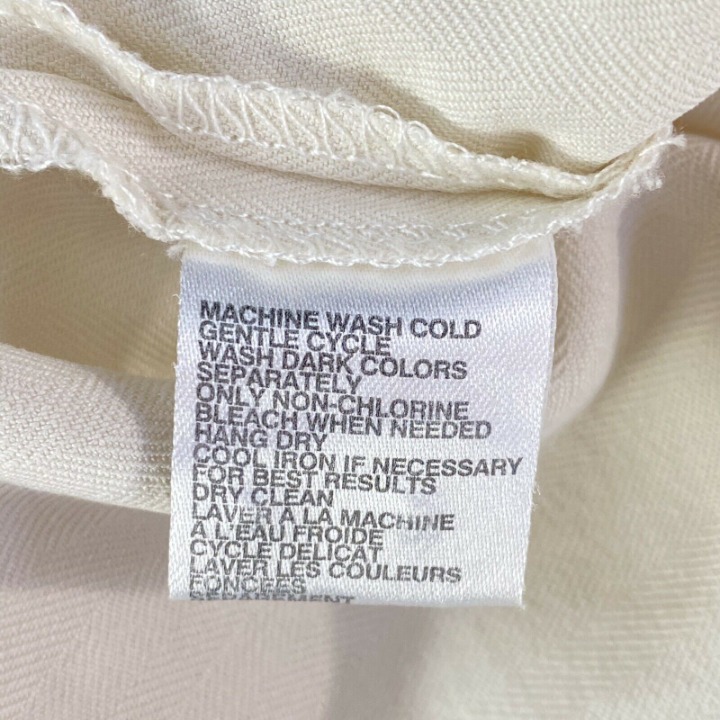 MACHINE WASH COLD
GENTLE CYCLE
WASH DARK COLORS
SEPARATELY
ONLY NON-CHLORINE
BLEACH WHEN NEEDED
HANG DRY
COOL IRON IF NECESSARY
FOR BEST RESULTS
DRY CLEAN
LAVER A LA MACHINE
A L'EAU FROIDE
CYCLE DELICAT
LAVER LES COULEURS
FONCEES
SEPAREMENT